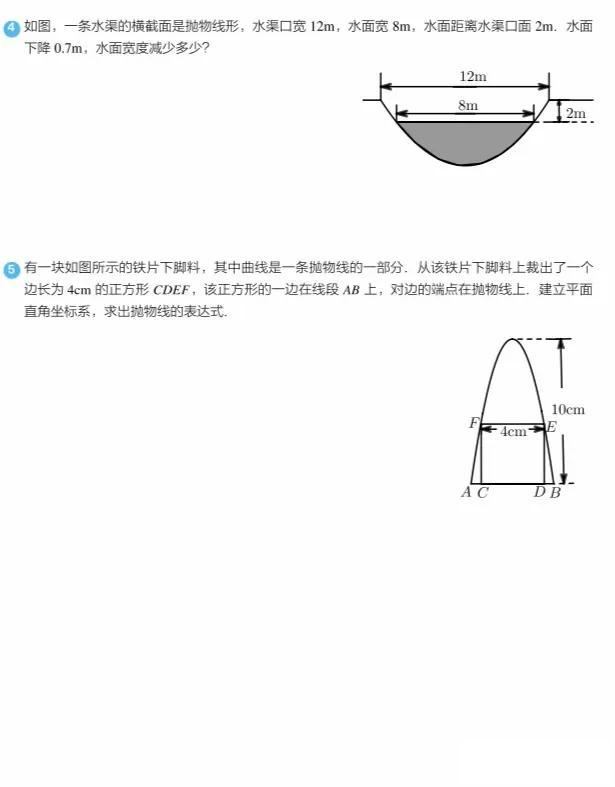 4 如图，一条水渠的横截面是抛物线形，水渠口宽 12m，水面宽 8m，水面距离水渠口面 2m．水面
下降 0.7m，水面宽度减少多少？
12m
8m
2m
5 有一块如图所示的铁片下脚料，其中曲线是一条抛物线的一部分．从该铁片下脚料上裁出了一个
边长为 4cm 的正方形 CDEF，该正方形的一边在线段 AB 上，对边的端点在抛物线上．建立平面
直角坐标系，求出抛物线的表达式．
10cm
F 4cm E
A C D B